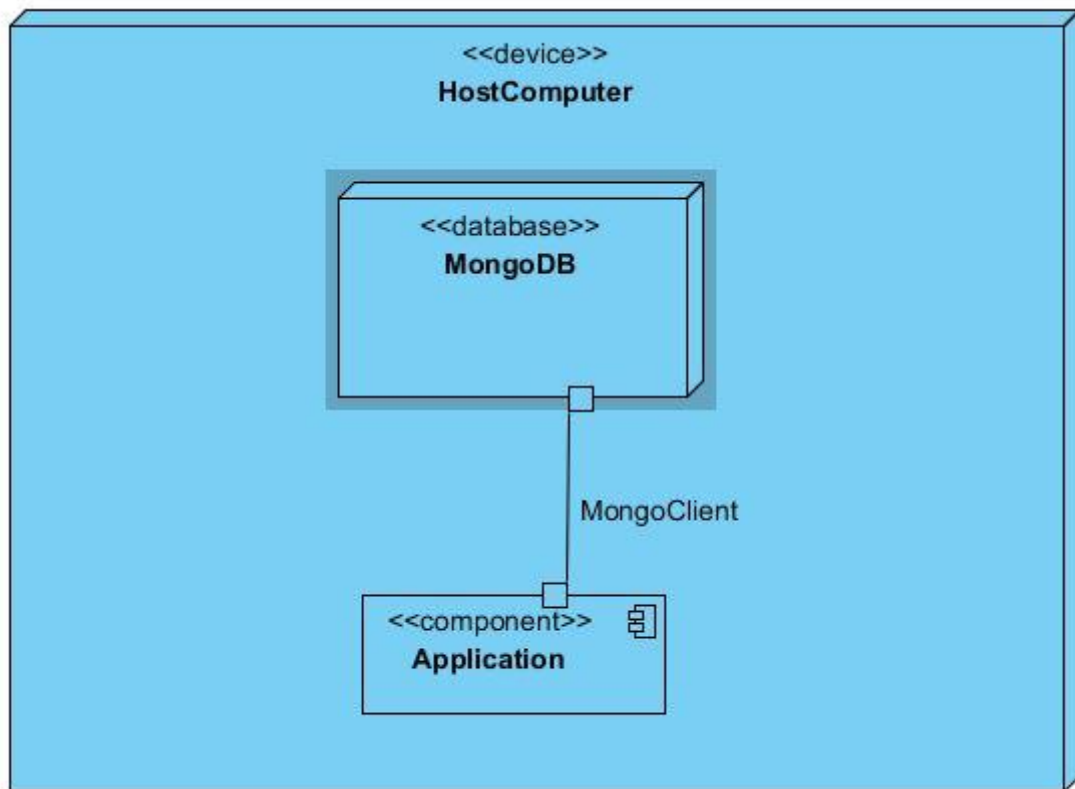 <<device>>
HostComputer
<<database>>
MongoDB
MongoClient
<<component>>
Application